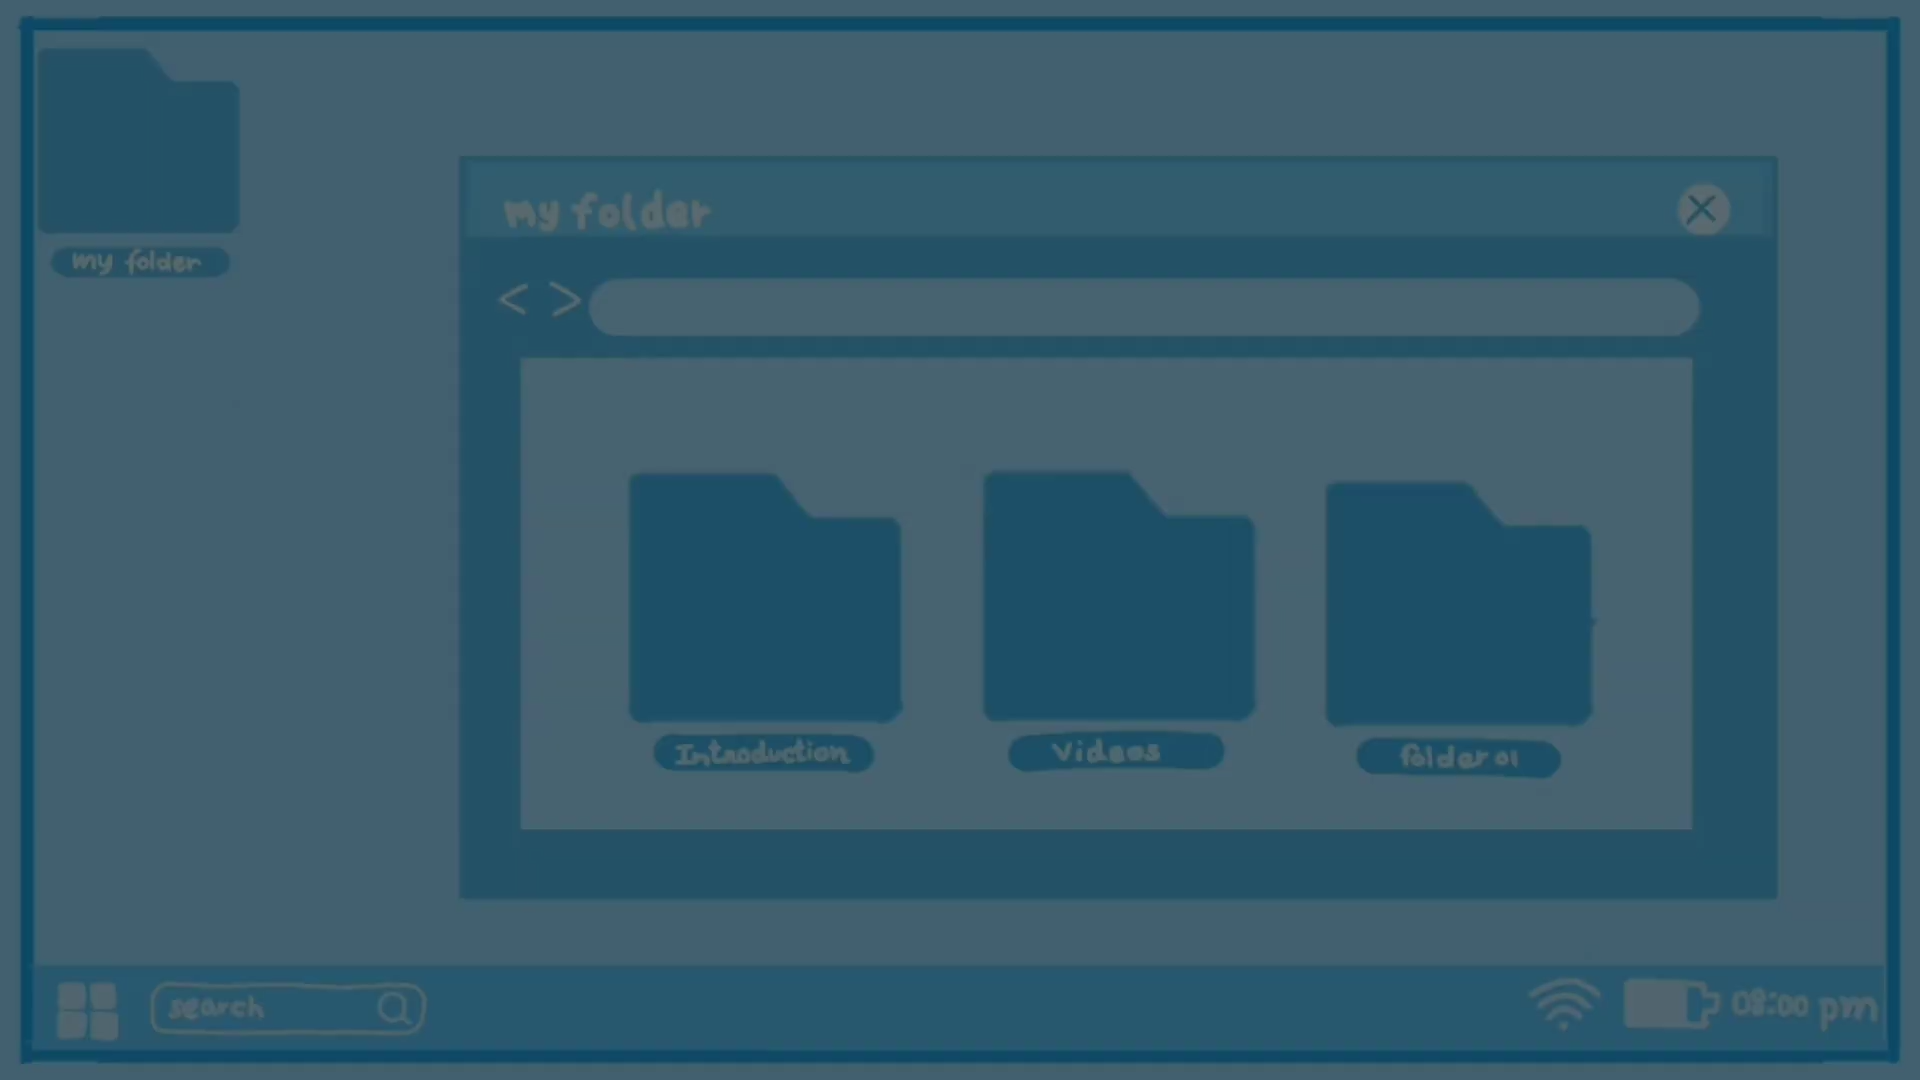 my folder
my folder
< >
Introduction
Videos
folder 01
search
08:00 pm